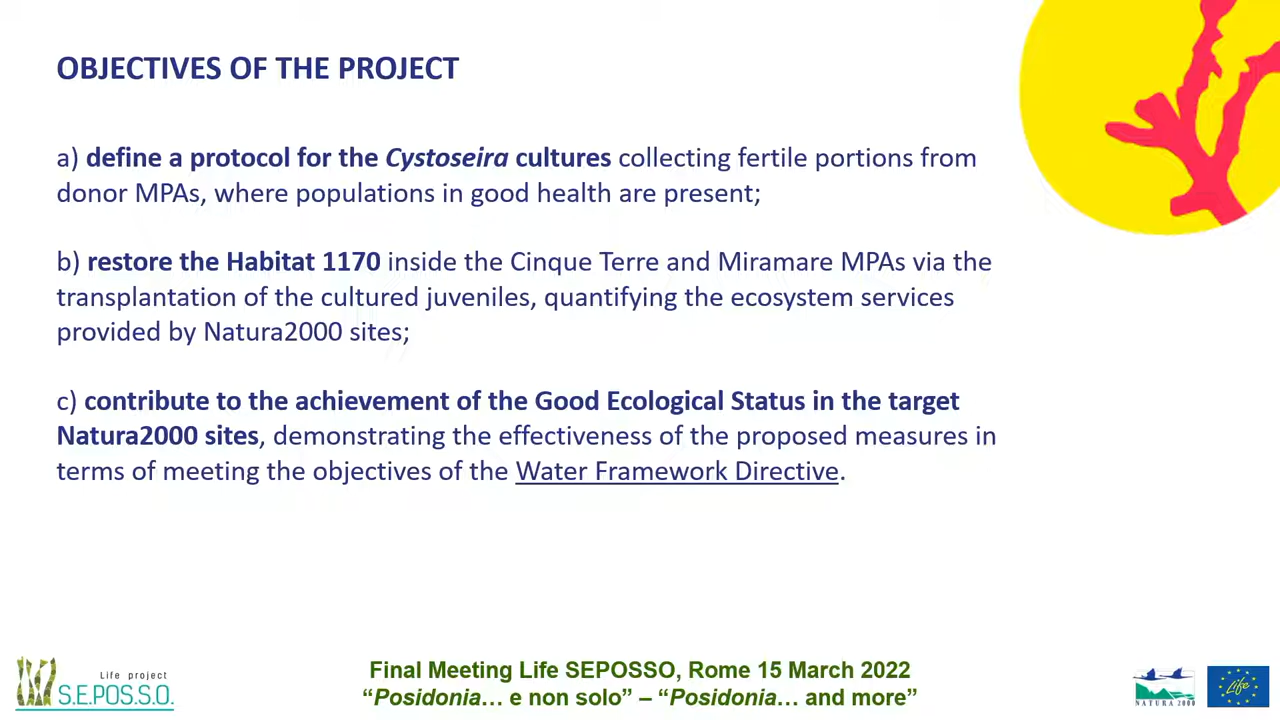 OBJECTIVES OF THE PROJECT
a) define a protocol for the Cystoseira cultures collecting fertile portions from
donor MPAs, where populations in good health are present;
b) restore the Habitat 1170 inside the Cinque Terre and Miramare MPAs via the
transplantation of the cultured juveniles, quantifying the ecosystem services
provided by Natura2000 sites;
c) contribute to the achievement of the Good Ecological Status in the target
Natura2000 sites, demonstrating the effectiveness of the proposed measures in
terms of meeting the objectives of the Water Framework Directive.
Life project
S.E.POS.S.O.
Final Meeting Life SEPOSSO, Rome 15 March 2022
“Posidonia… e non solo” – “Posidonia… and more”
NATURA 2000
Life